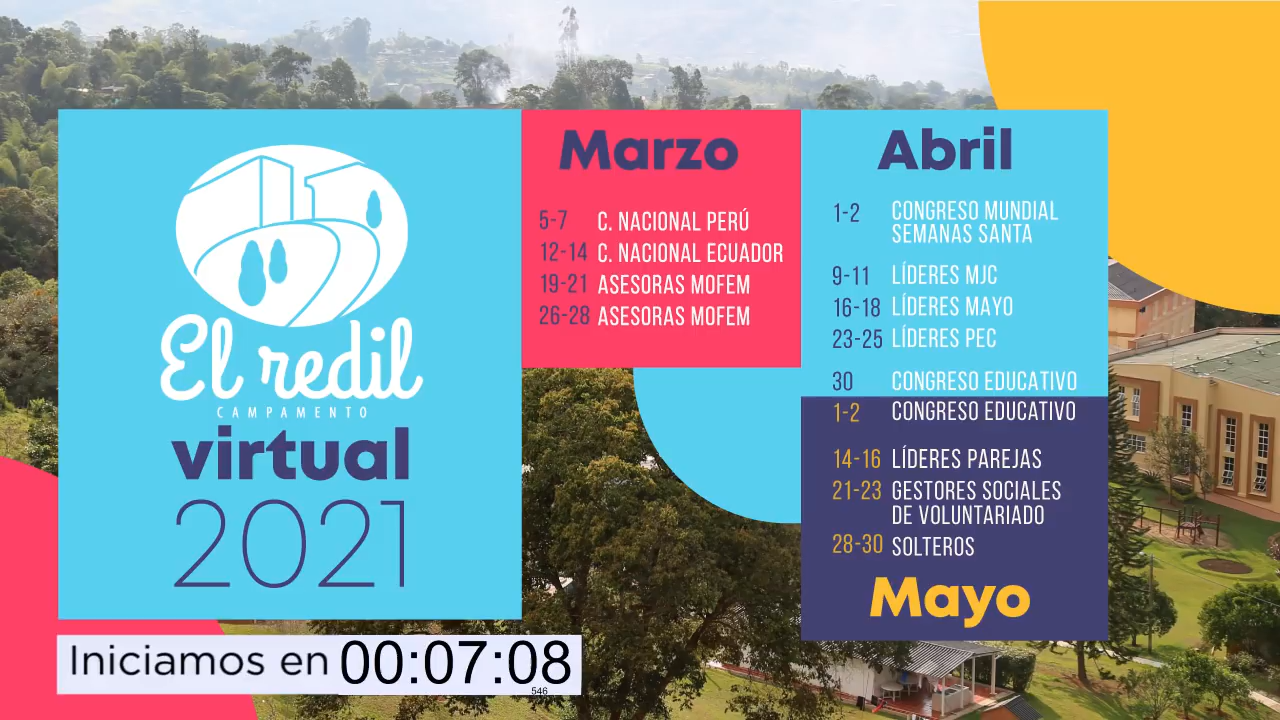 El redil
CAMPAMENTO
virtual
2021
Iniciamos en 00:07:08
546
Marzo
5-7 C. NACIONAL PERÚ
12-14 C. NACIONAL ECUADOR
19-21 ASESORAS MOFEM
26-28 ASESORAS MOFEM
Abril
1-2 CONGRESO MUNDIAL
SEMANAS SANTA
9-11 LÍDERES MJC
16-18 LÍDERES MAYO
23-25 LÍDERES PEC
30 CONGRESO EDUCATIVO
1-2 CONGRESO EDUCATIVO
14-16 LÍDERES PAREJAS
21-23 GESTORES SOCIALES
DE VOLUNTARIADO
28-30 SOLTEROS
Mayo